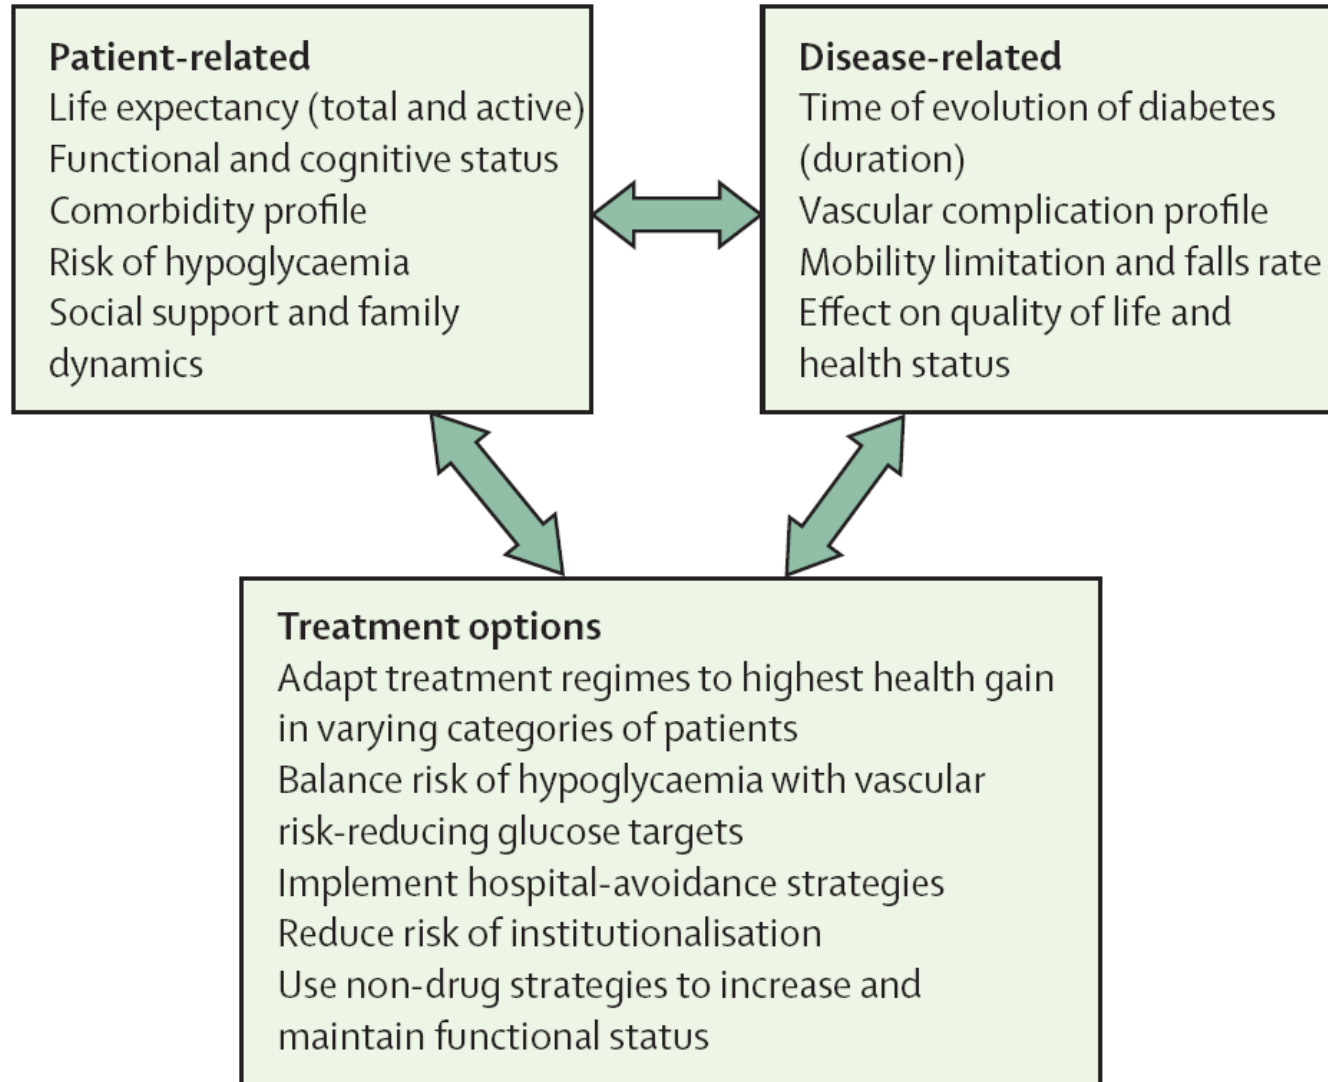 Patient-related
Life expectancy (total and active)
Functional and cognitive status
Comorbidity profile
Risk of hypoglycaemia
Social support and family
dynamics
Disease-related
Time of evolution of diabetes
(duration)
Vascular complication profile
Mobility limitation and falls rate
Effect on quality of life and
health status
Treatment options
Adapt treatment regimes to highest health gain
in varying categories of patients
Balance risk of hypoglycaemia with vascular
risk-reducing glucose targets
Implement hospital-avoidance strategies
Reduce risk of institutionalisation
Use non-drug strategies to increase and
maintain functional status